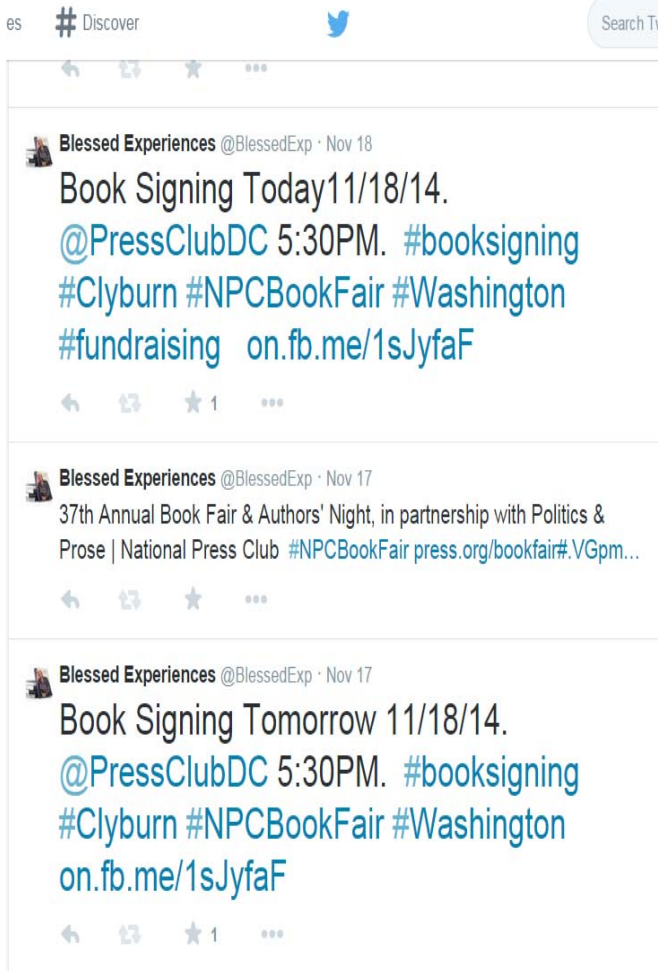 es # Discover Search Tw
Blessed Experiences @BlessedExp · Nov 18
Book Signing Today11/18/14.
@PressClubDC 5:30PM. #booksigning
#Clyburn #NPCBookFair #Washington
#fundraising on.fb.me/1sJyfaF
1
Blessed Experiences @BlessedExp · Nov 17
37th Annual Book Fair & Authors' Night, in partnership with Politics &
Prose | National Press Club #NPCBookFair press.org/bookfair#.VGpm…
Blessed Experiences @BlessedExp · Nov 17
Book Signing Tomorrow 11/18/14.
@PressClubDC 5:30PM. #booksigning
#Clyburn #NPCBookFair #Washington
on.fb.me/1sJyfaF
1